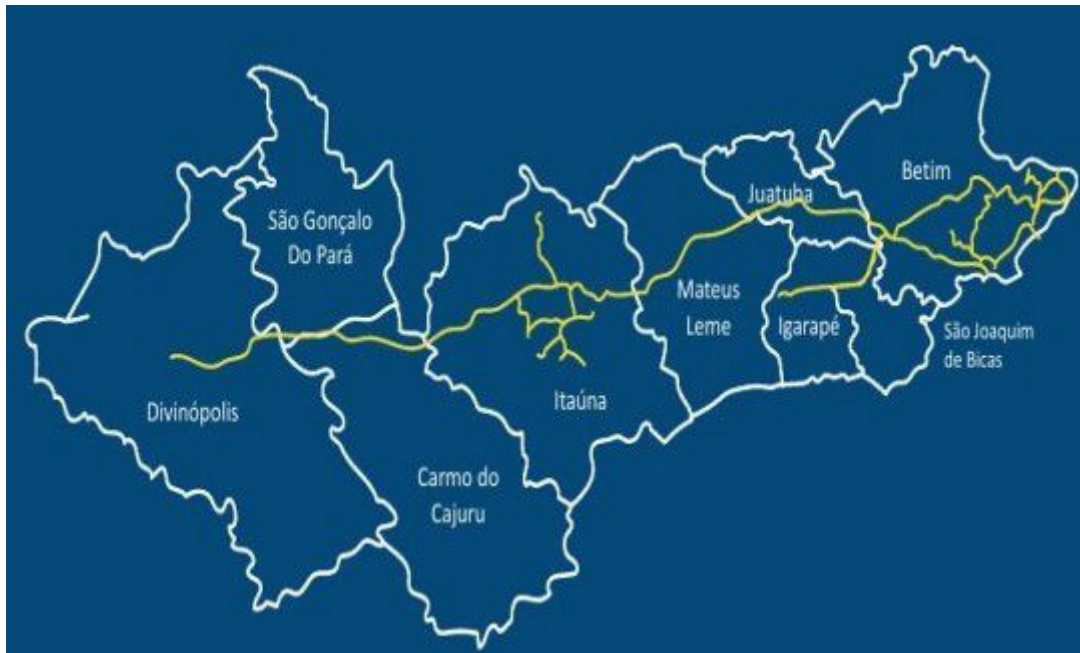 Betim
Juatuba
São Gonçalo
Do Pará
Mateus
Leme
Igarapé
São Joaquim
de Bicas
Itaúna
Divinópolis
Carmo do
Cajuru